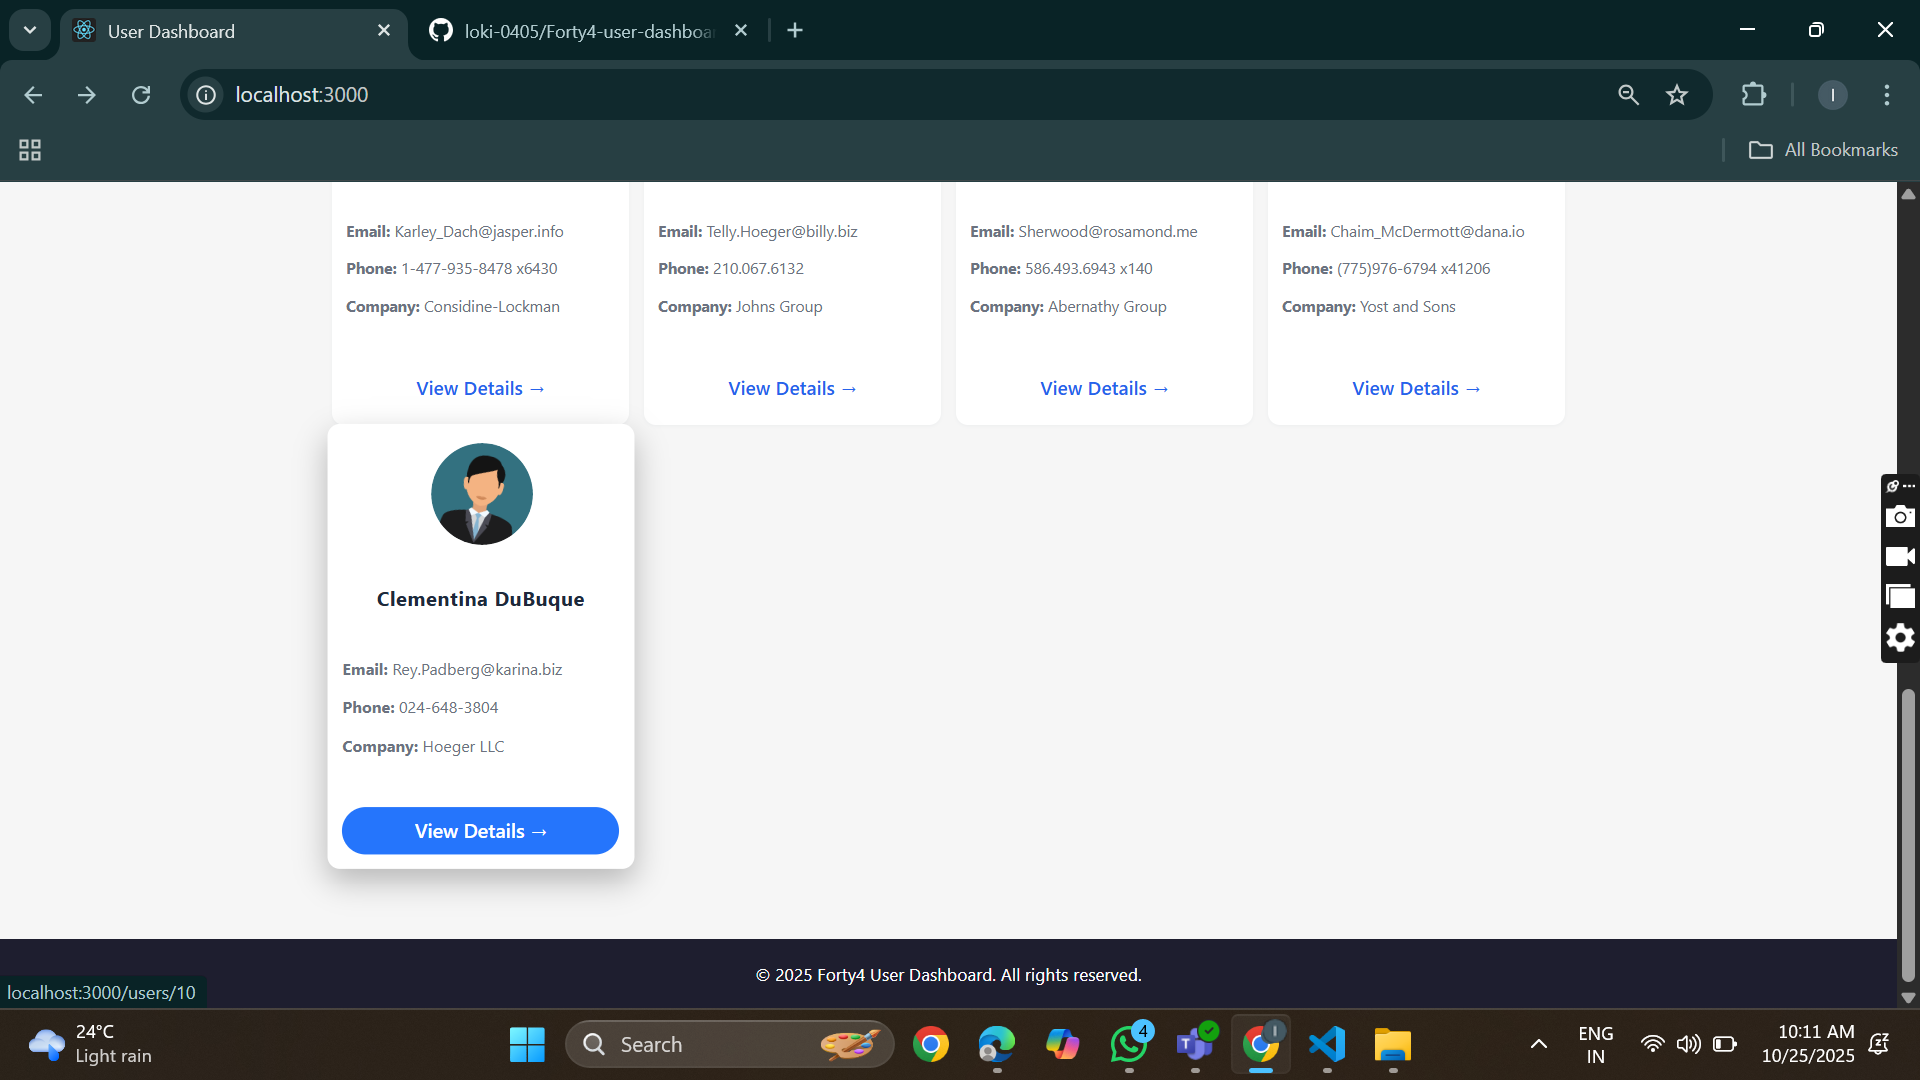 User Dashboard
loki-0405/Forty4-user-dashboa
localhost:3000
I
All Bookmarks
Email: Karley_Dach@jasper.info
Phone: 1-477-935-8478 x6430
Company: Considine-Lockman
View Details →
Email: Telly.Hoeger@billy.biz
Phone: 210.067.6132
Company: Johns Group
View Details →
Email: Sherwood@rosamond.me
Phone: 586.493.6943 x140
Company: Abernathy Group
View Details →
Email: Chaim_McDermott@dana.io
Phone: (775)976-6794 x41206
Company: Yost and Sons
View Details →
Clementina DuBuque
Email: Rey.Padberg@karina.biz
Phone: 024-648-3804
Company: Hoeger LLC
View Details →
© 2025 Forty4 User Dashboard. All rights reserved.
localhost:3000/users/10
24°C
Light rain
Search
4
T
I
ENG
IN
10:11 AM
10/25/2025